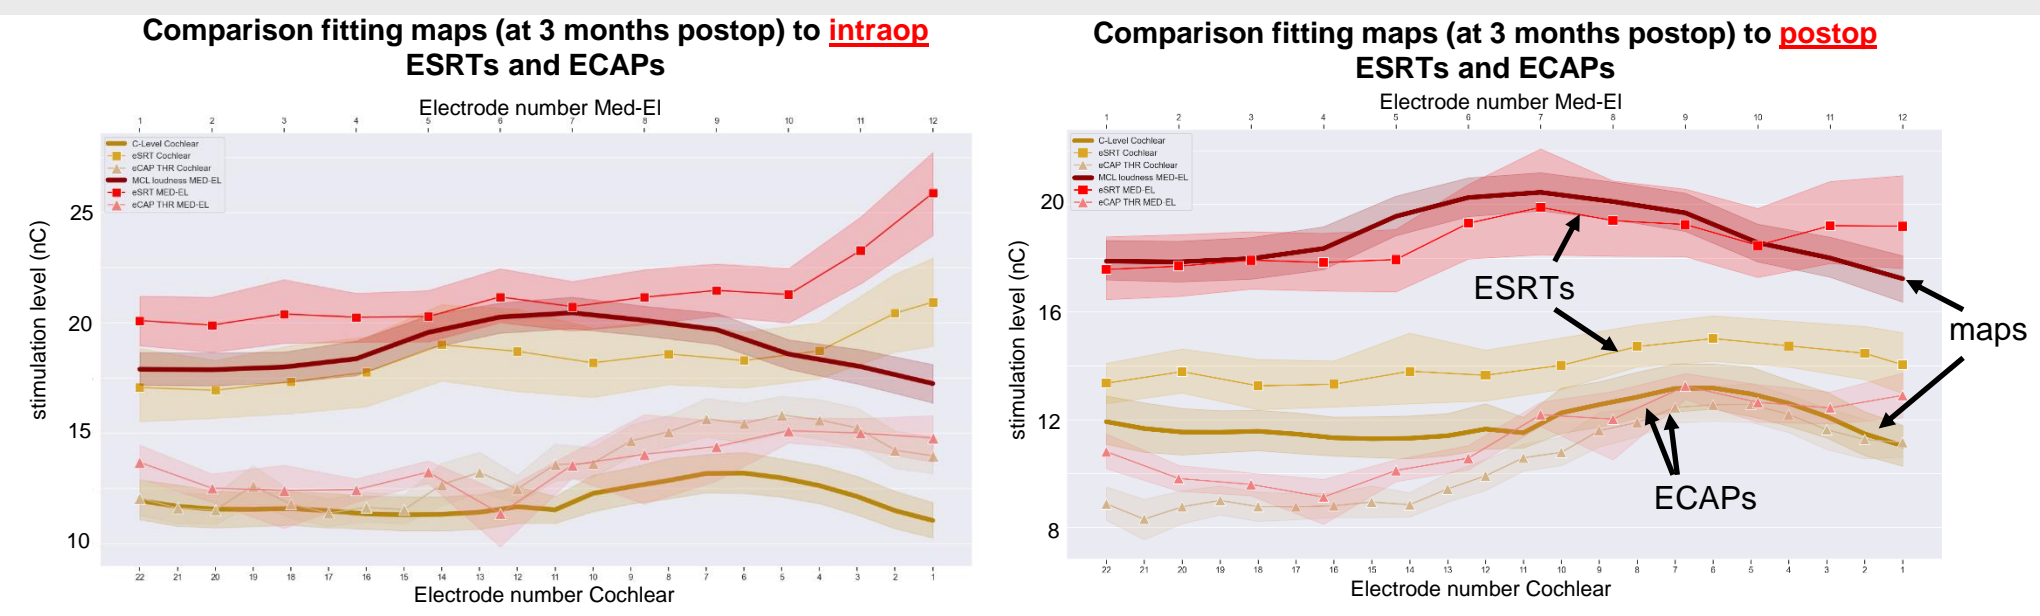 Comparison fitting maps (at 3 months postop) to intraop
ESRTs and ECAPs
Electrode number Med-El
1 2 3 4 5 6 7 8 9 10 11 12
C-Level Cochlear
eSRT Cochlear
eCAP THR Cochlear
MCL loudness MED-EL
eSRT MED-EL
eCAP THR MED-EL
stimulation level (nC)
25
20
15
10
22 21 20 19 18 17 16 15 14 13 12 11 10 9 8 7 6 5 4 3 2 1
Electrode number Cochlear
Comparison fitting maps (at 3 months postop) to postop
ESRTs and ECAPs
Electrode number Med-El
1 2 3 4 5 6 7 8 9 10 11 12
C-Level Cochlear
eSRT Cochlear
eCAP THR Cochlear
MCL loudness MED-EL
eSRT MED-EL
eCAP THR MED-EL
stimulation level (nC)
20
16
12
8
ESRTs
maps
ECAPs
22 21 20 19 18 17 16 15 14 13 12 11 10 9 8 7 6 5 4 3 2 1
Electrode number Cochlear